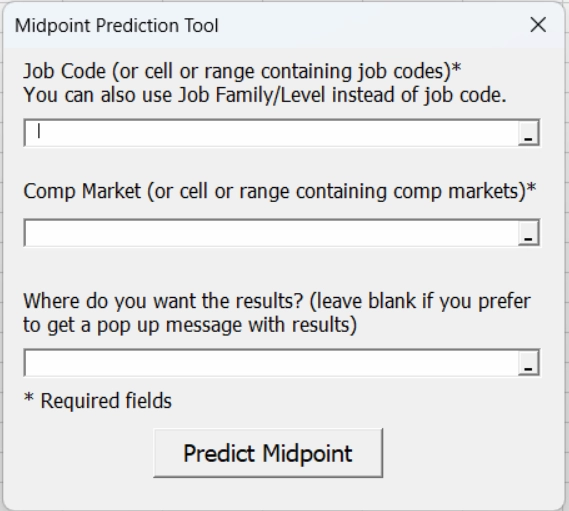 Midpoint Prediction Tool
Job Code (or cell or range containing job codes)*
You can also use Job Family/Level instead of job code.
Comp Market (or cell or range containing comp markets)*
Where do you want the results? (leave blank if you prefer
to get a pop up message with results)
* Required fields
Predict Midpoint